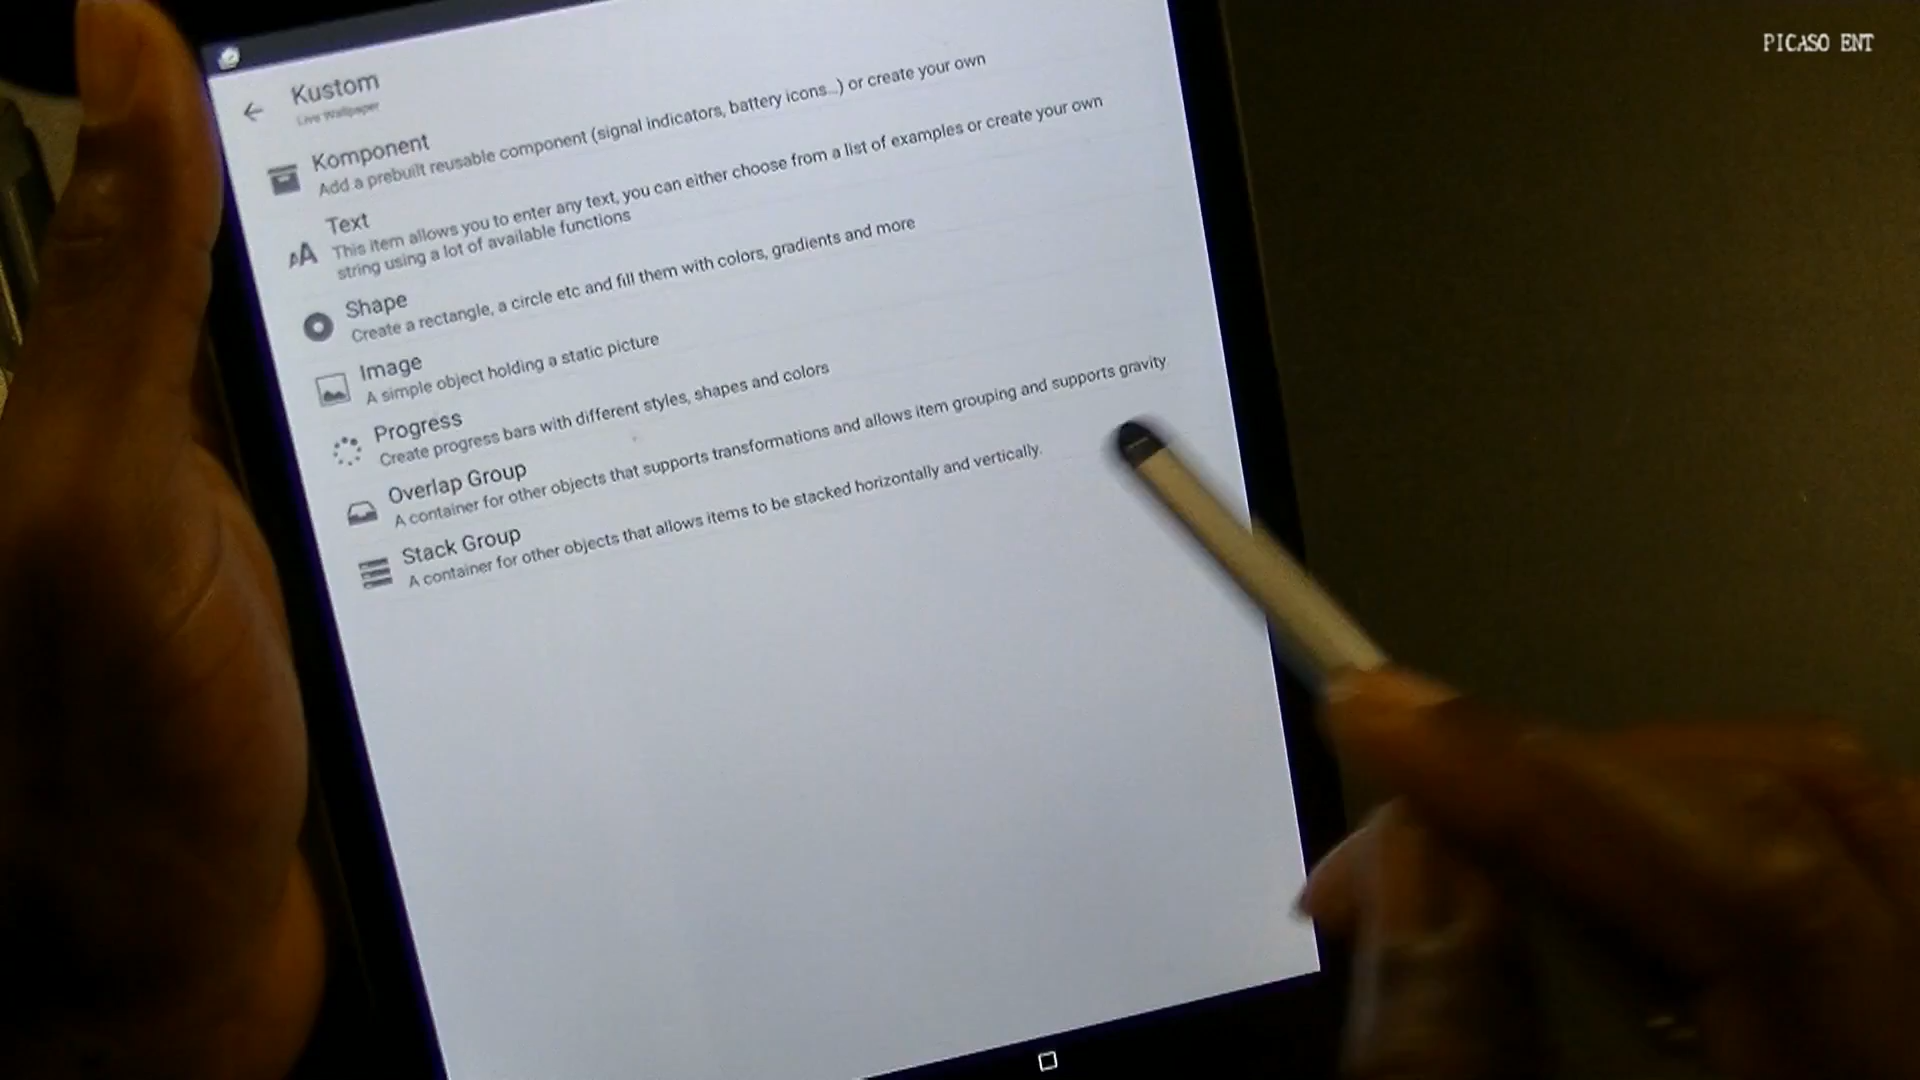 PICASO ENT
Kustom
Live Wallpaper
Komponent
Add a prebuilt reusable component (signal indicators, battery icons...) or create your own
Text
This item allows you to enter any text, you can either choose from a list of examples or create your own
string using a lot of available functions
Shape
Create a rectangle, a circle etc and fill them with colors, gradients and more
Image
A simple object holding a static picture
Progress
Create progress bars with different styles, shapes and colors
Overlap Group
A container for other objects that supports transformations and allows item grouping and supports gravity
Stack Group
A container for other objects that allows items to be stacked horizontally and vertically.